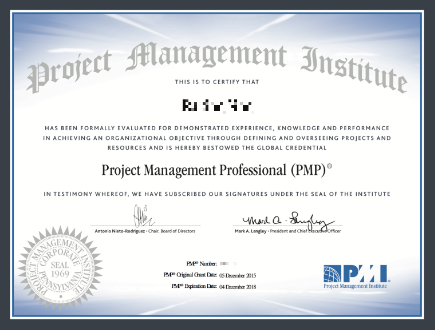 Project Management Institute
THIS IS TO CERTIFY THAT
HAS BEEN FORMALLY EVALUATED FOR DEMONSTRATED EXPERIENCE, KNOWLEDGE AND PERFORMANCE
IN ACHIEVING AN ORGANIZATIONAL OBJECTIVE THROUGH DEFINING AND OVERSEEING PROJECTS AND
RESOURCES AND IS HEREBY BESTOWED THE GLOBAL CREDENTIAL
Project Management Professional (PMP)®
IN TESTIMONY WHEREOF, WE HAVE SUBSCRIBED OUR SIGNATURES UNDER THE SEAL OF THE INSTITUTE
Mark A. Langley
Antonio Nieto-Rodriguez - Chair, Board of Directors
Mark A. Langley - President and Chief Executive Officer
PROJECT MANAGEMENT INSTITUTE
CORPORATE
SEAL
1969
PENNSYLVANIA
PMP® Number:
PMP® Original Grant Date: 05 December 2015
PMP® Expiration Date: 04 December 2018
PMI
Project Management Institute